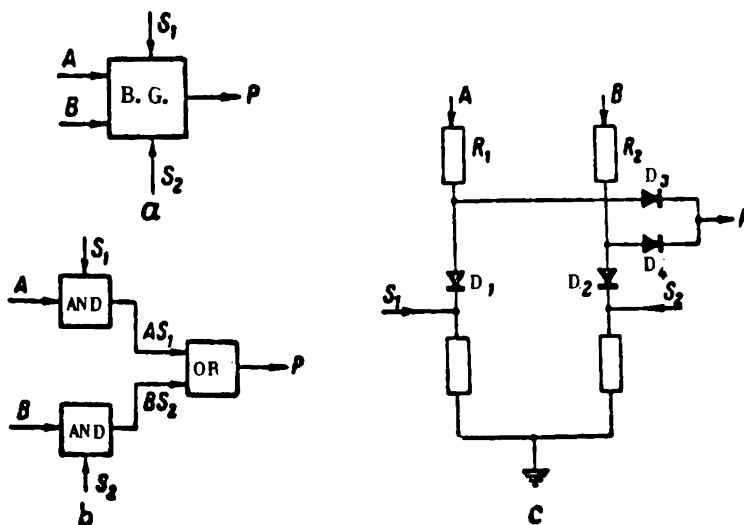 S₁
A
B. G.
P
B
S₂
a
S₁
A
AND
AS₁
OR
P
BS₂
B
AND
S₂
b
A
B
R₁
R₂
D₃
P
D₄
D₁
D₂
S₁
S₂
c